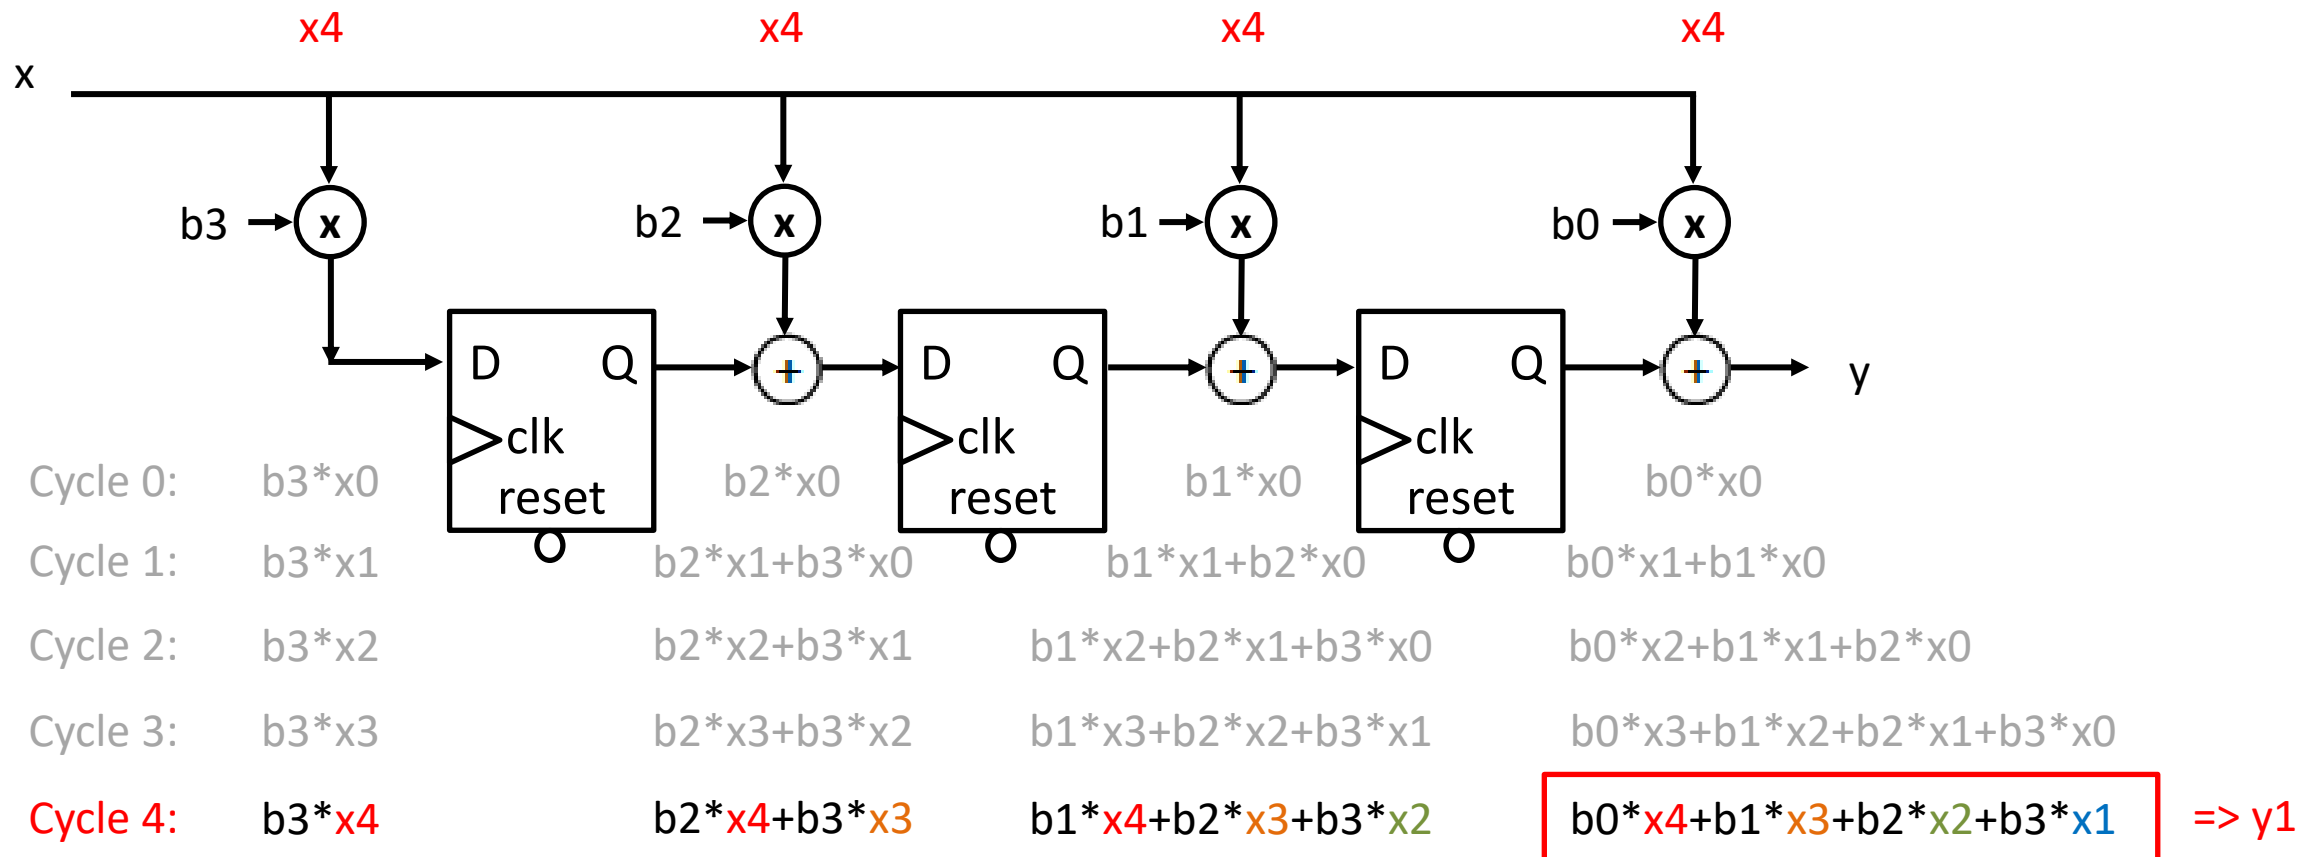 x4 x4 x4 x4
x
b3 x b2 x b1 x b0 x
D Q + D Q + D Q + y
clk clk clk
reset reset reset
Cycle 0: b3*x0 b2*x0 b1*x0 b0*x0
Cycle 1: b3*x1 b2*x1+b3*x0 b1*x1+b2*x0 b0*x1+b1*x0
Cycle 2: b3*x2 b2*x2+b3*x1 b1*x2+b2*x1+b3*x0 b0*x2+b1*x1+b2*x0
Cycle 3: b3*x3 b2*x3+b3*x2 b1*x3+b2*x2+b3*x1 b0*x3+b1*x2+b2*x1+b3*x0
Cycle 4: b3*x4 b2*x4+b3*x3 b1*x4+b2*x3+b3*x2 b0*x4+b1*x3+b2*x2+b3*x1 => y1